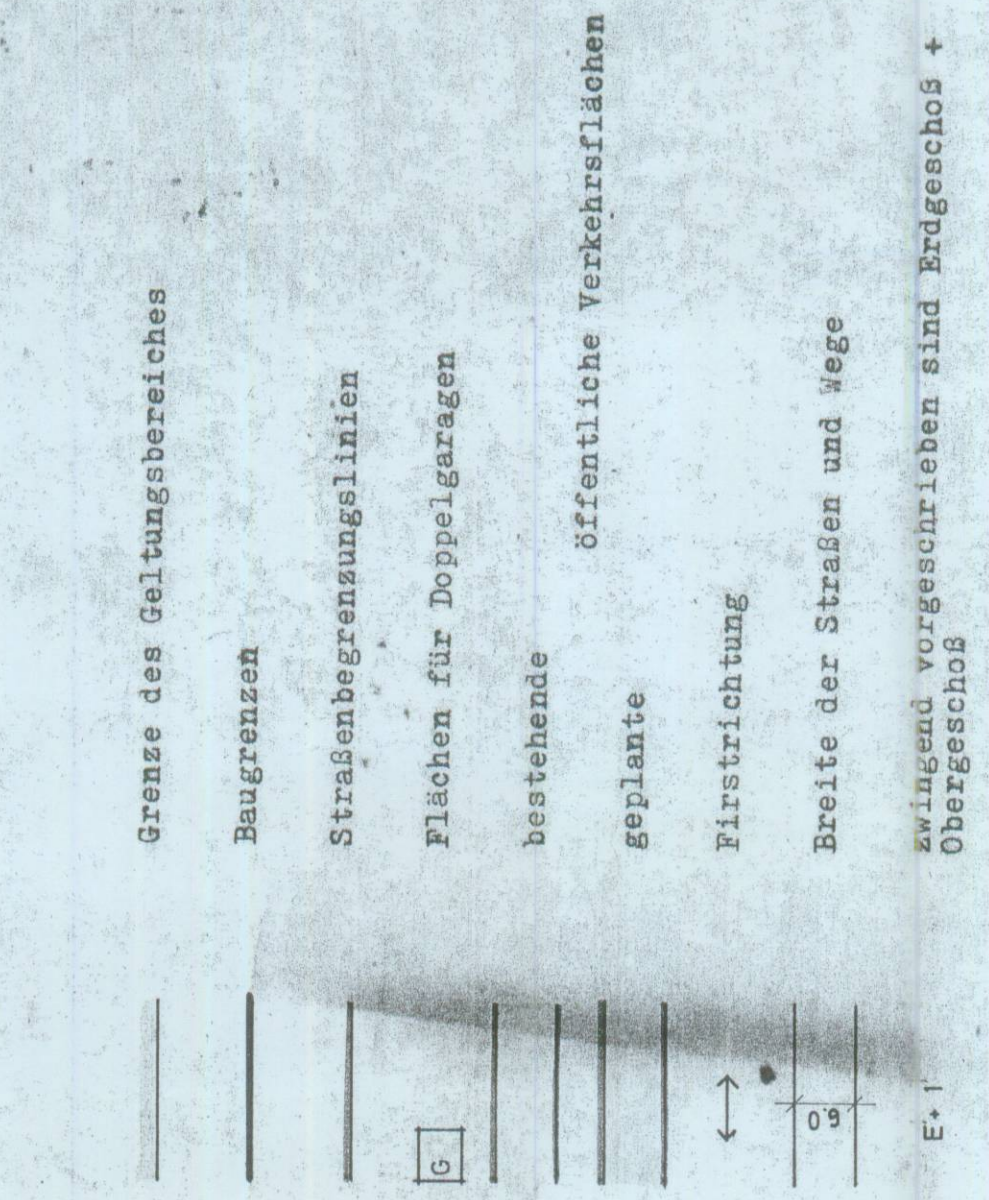 Grenze des Geltungsbereiches
Baugrenzen
Straßenbegrenzungslinien
G Flächen für Doppelgaragen
bestehende
öffentliche Verkehrsflächen
geplante
Firstrichtung
6.0 Breite der Straßen und Wege
E+1 zwingend vorgeschrieben sind Erdgeschoß +
Obergeschoß